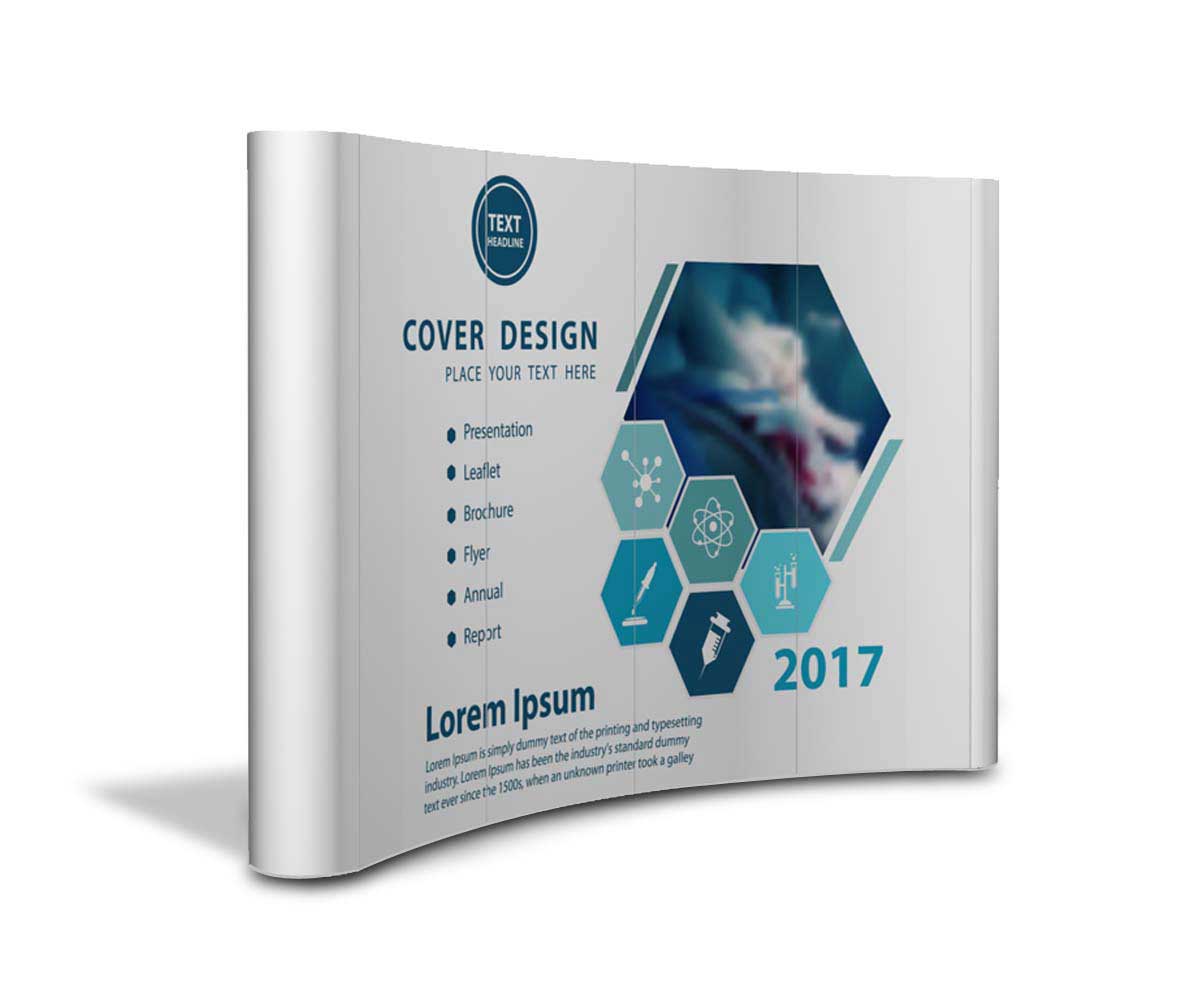 TEXT
HEADLINE
COVER DESIGN
PLACE YOUR TEXT HERE
Presentation
Leaflet
Brochure
Flyer
Annual
Report
2017
Lorem Ipsum
Lorem Ipsum is simply dummy text of the printing and typesetting
industry. Lorem Ipsum has been the industry's standard dummy
text ever since the 1500s, when an unknown printer took a galley